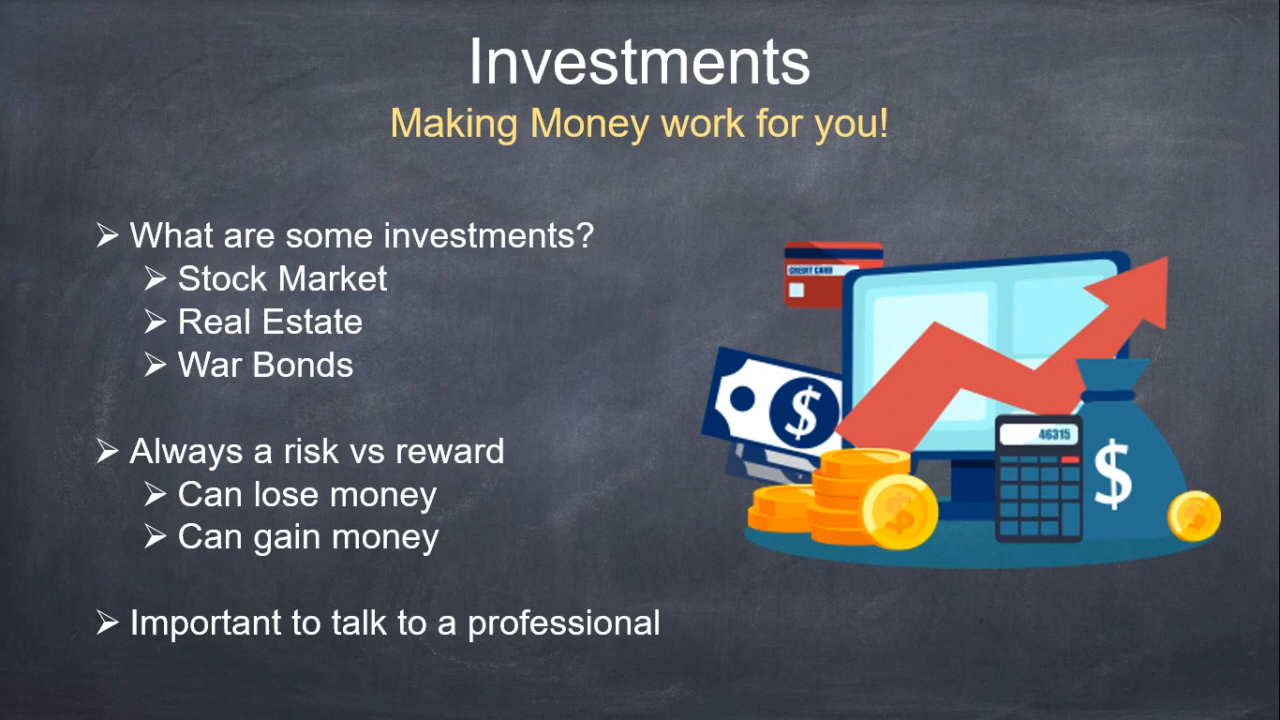 Investments
Making Money work for you!
➢ What are some investments?
➢ Stock Market
➢ Real Estate
➢ War Bonds
➢ Always a risk vs reward
➢ Can lose money
➢ Can gain money
➢ Important to talk to a professional
CREDIT CARD
$
46315
$
$